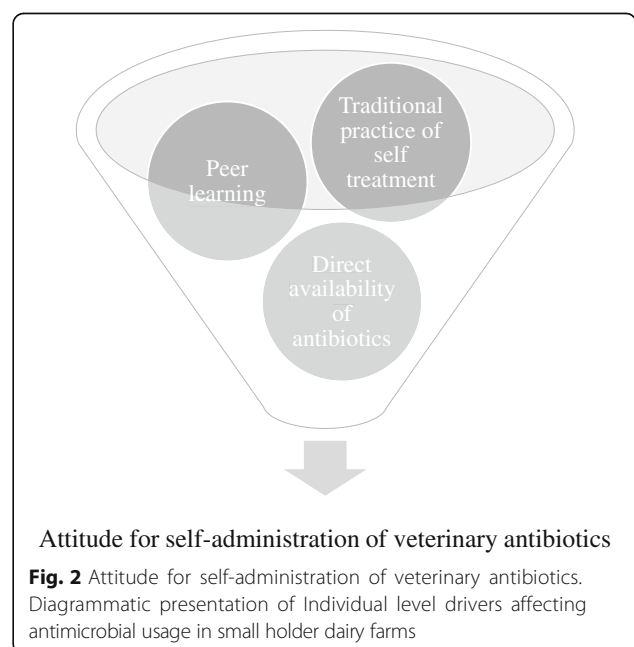 Traditional
practice of
self
treatment
Peer
learning
Direct
availability
of
antibiotics
Attitude for self-administration of veterinary antibiotics
Fig. 2 Attitude for self-administration of veterinary antibiotics.
Diagrammatic presentation of Individual level drivers affecting
antimicrobial usage in small holder dairy farms